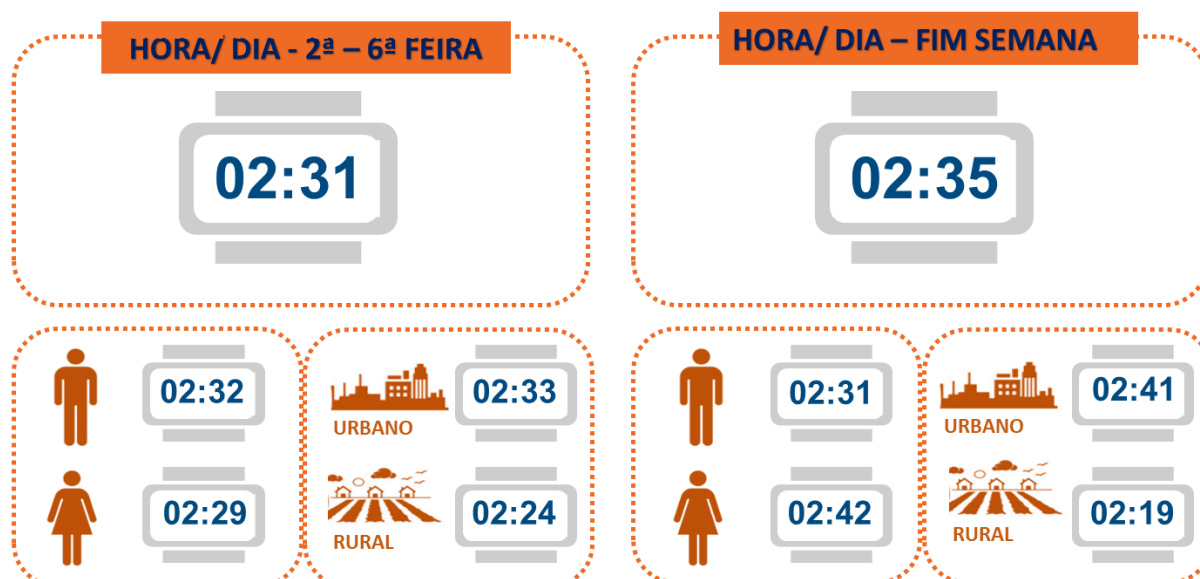 HORA/ DIA - 2ª – 6ª FEIRA
02:31
02:32
02:33
URBANO
02:29
02:24
RURAL
HORA/ DIA – FIM SEMANA
02:35
02:31
02:41
URBANO
02:42
02:19
RURAL